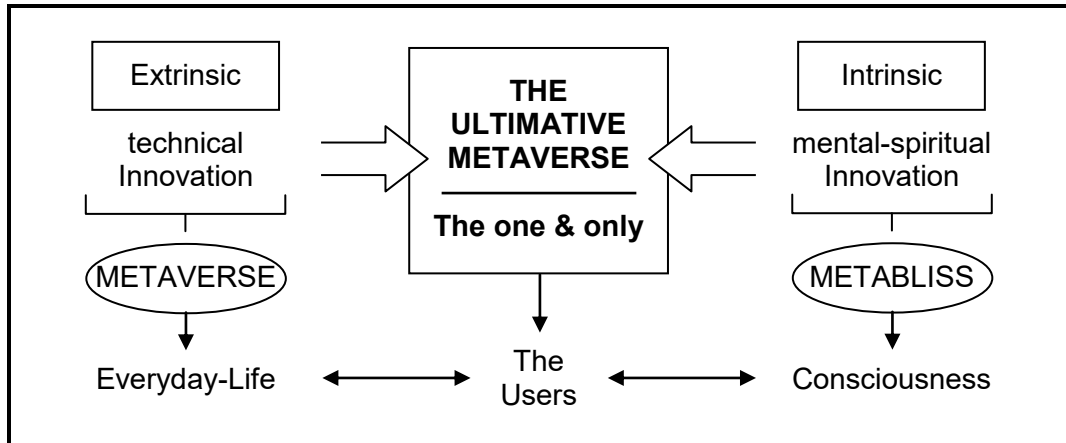 Extrinsic
technical
Innovation
METAVERSE
Everyday-Life
THE
ULTIMATIVE
METAVERSE
The one & only
The
Users
Intrinsic
mental-spiritual
Innovation
METABLISS
Consciousness